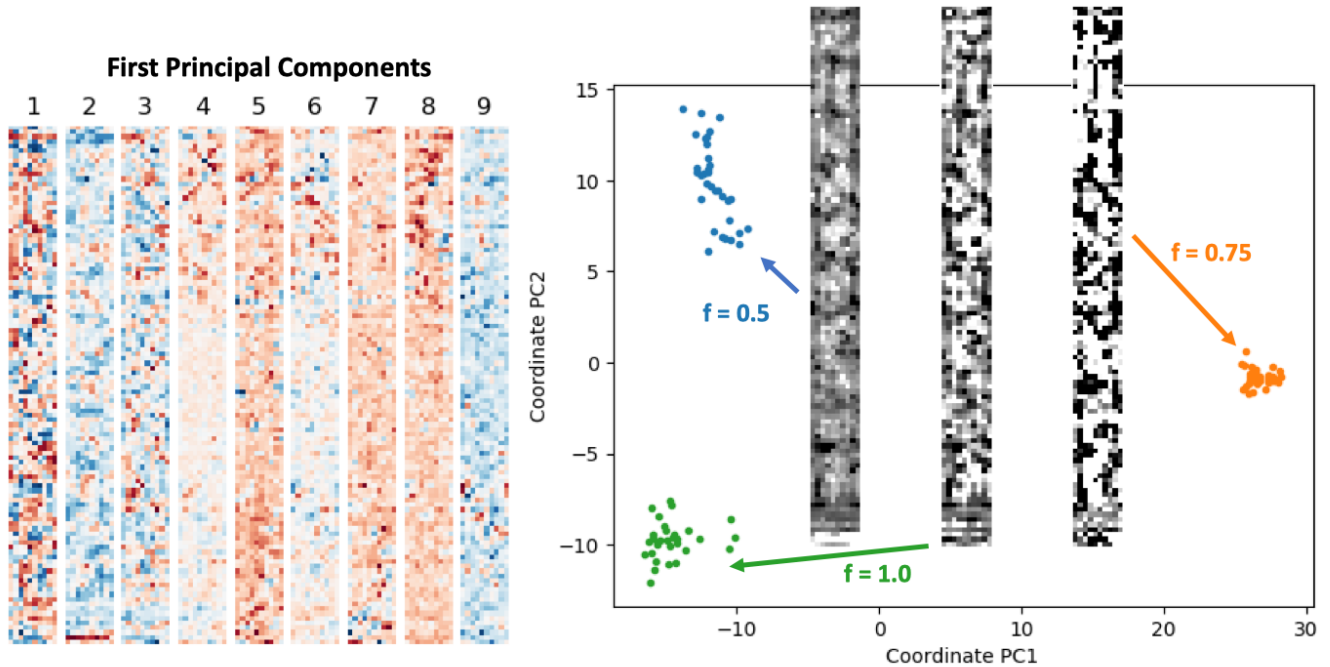 First Principal Components
1 2 3 4 5 6 7 8 9
15
10
5
0
−5
−10
Coordinate PC2
f = 0.5
f = 0.75
f = 1.0
−10 0 10 20 30
Coordinate PC1